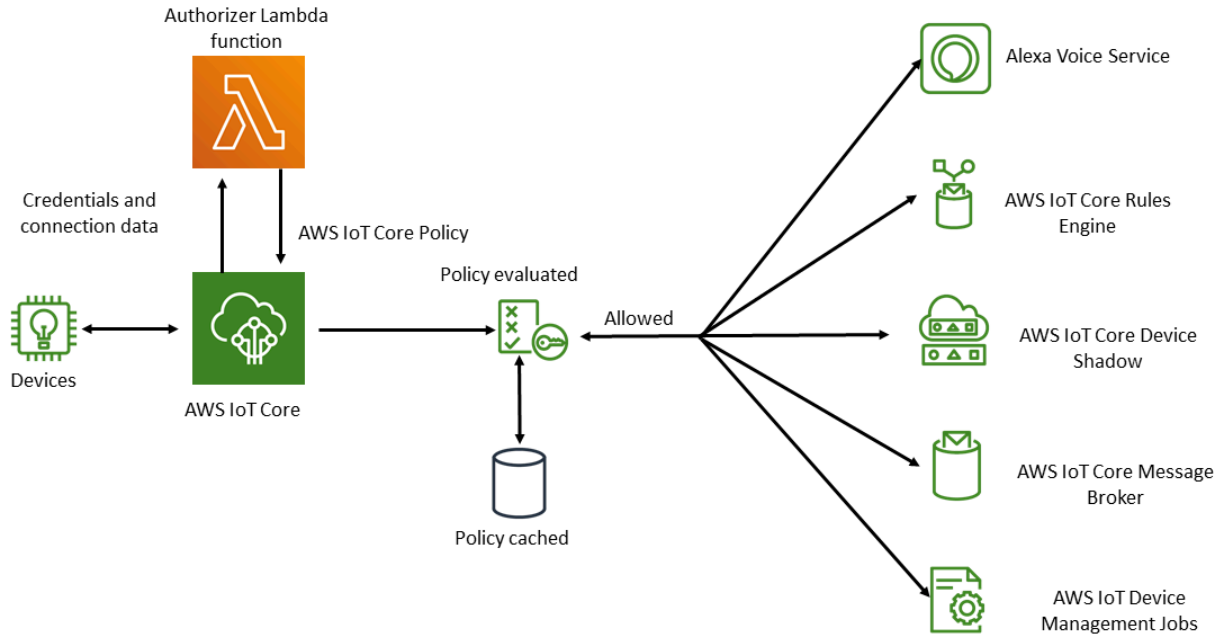 Authorizer Lambda
function
Credentials and
connection data
AWS IoT Core Policy
Devices
AWS IoT Core
Policy evaluated
Policy cached
Allowed
Alexa Voice Service
AWS IoT Core Rules
Engine
AWS IoT Core Device
Shadow
AWS IoT Core Message
Broker
AWS IoT Device
Management Jobs